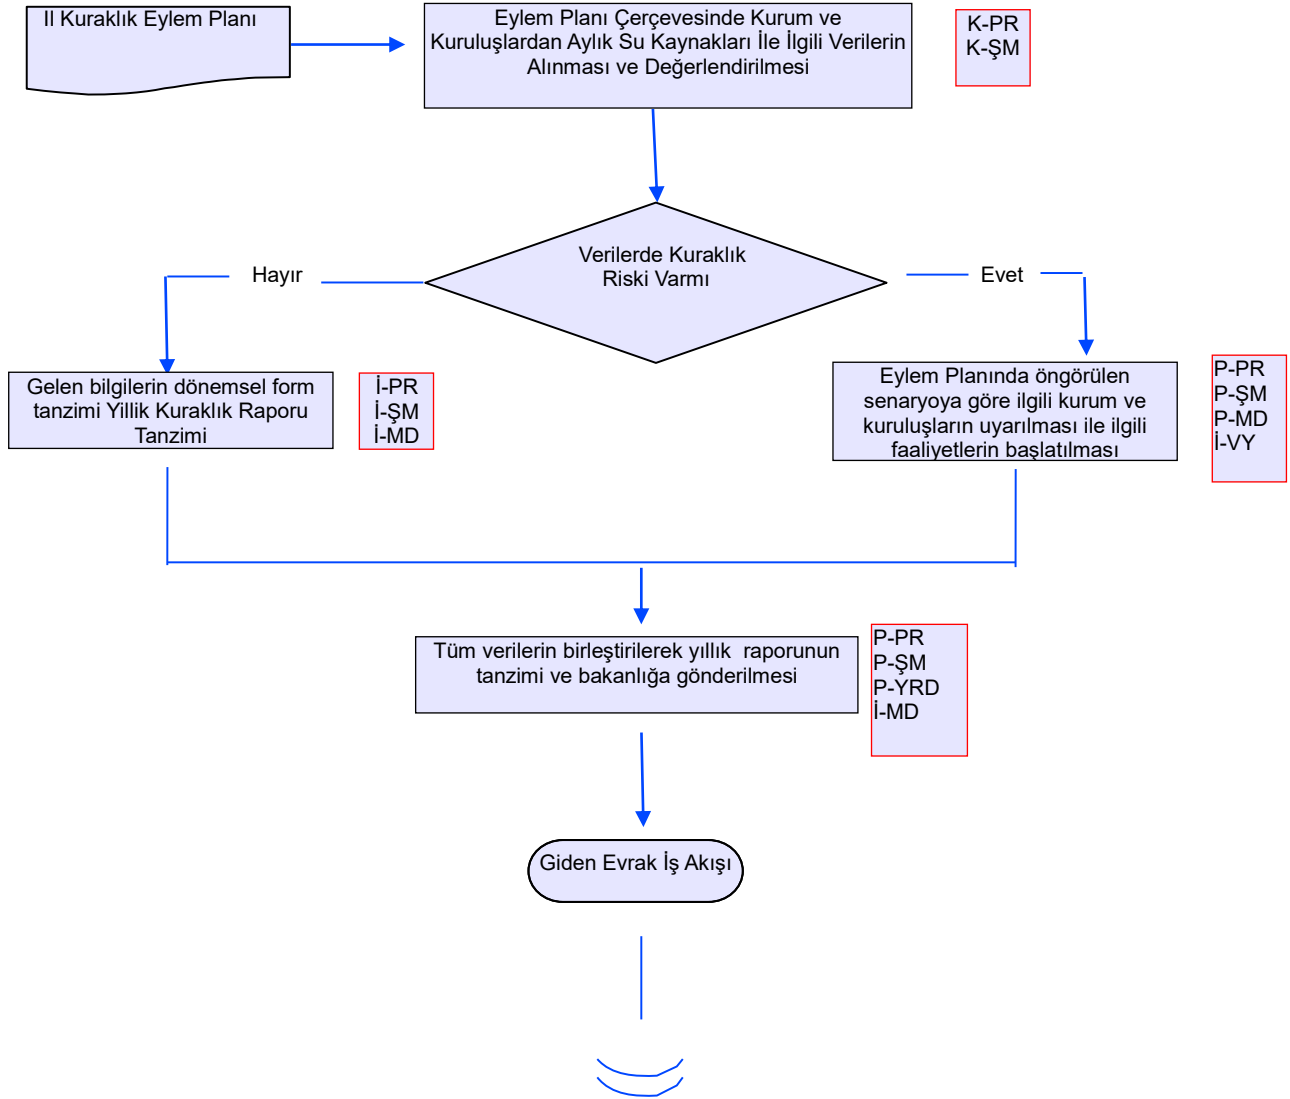 Il Kuraklık Eylem Planı
Eylem Planı Çerçevesinde Kurum ve
Kuruluşlardan Aylık Su Kaynakları İle İlgili Verilerin
Alınması ve Değerlendirilmesi
K-PR
K-ŞM
Verilerde Kuraklık
Riski Varmı
Hayır
Evet
Gelen bilgilerin dönemsel form
tanzimi Yillik Kuraklık Raporu
Tanzimi
İ-PR
İ-ŞM
İ-MD
Eylem Planında öngörülen
senaryoya göre ilgili kurum ve
kuruluşların uyarılması ile ilgili
faaliyetlerin başlatılması
P-PR
P-ŞM
P-MD
İ-VY
Tüm verilerin birleştirilerek yıllık  raporunun
tanzimi ve bakanlığa gönderilmesi
P-PR
P-ŞM
P-YRD
İ-MD
Giden Evrak İş Akışı